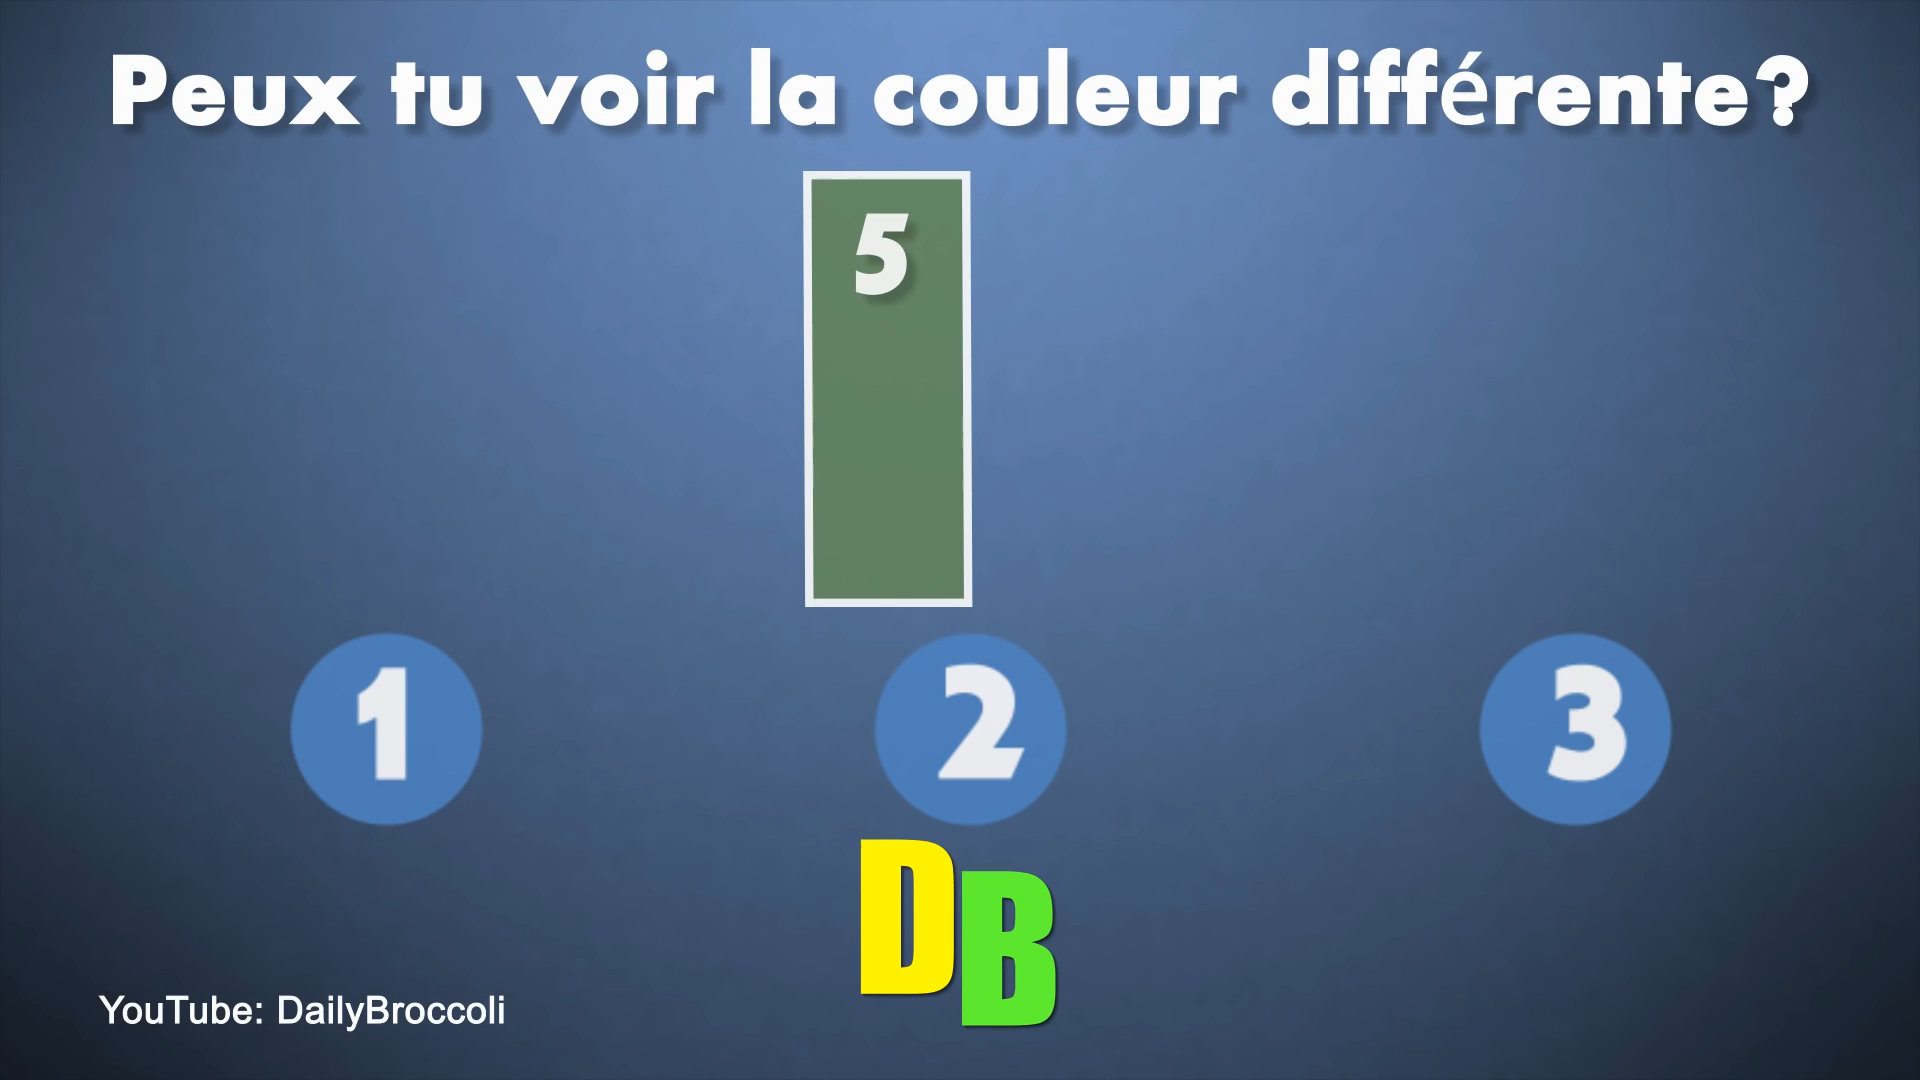 Peux tu voir la couleur différente?
5
1 2 3
DB
YouTube: DailyBroccoli